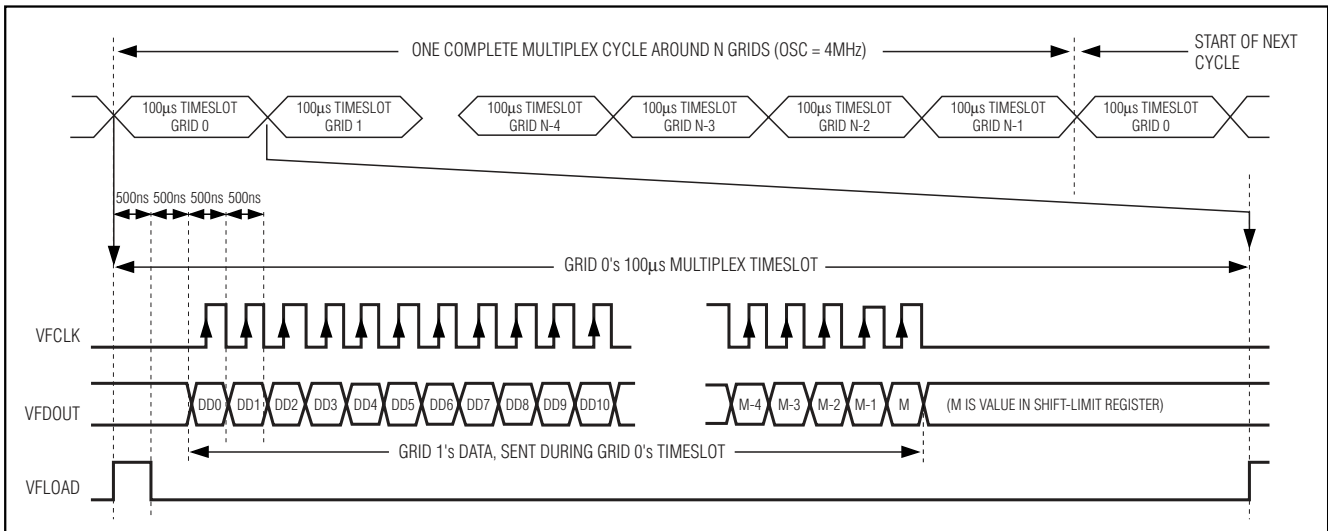 ONE COMPLETE MULTIPLEX CYCLE AROUND N GRIDS (OSC = 4MHz)
START OF NEXT
CYCLE
100µs TIMESLOT
GRID 0
100µs TIMESLOT
GRID 1
100µs TIMESLOT
GRID N-4
100µs TIMESLOT
GRID N-3
100µs TIMESLOT
GRID N-2
100µs TIMESLOT
GRID N-1
100µs TIMESLOT
GRID 0
500ns 500ns 500ns 500ns
GRID 0's 100µs MULTIPLEX TIMESLOT
VFCLK
VFDOUT
DD0 DD1 DD2 DD3 DD4 DD5 DD6 DD7 DD8 DD9 DD10 M-4 M-3 M-2 M-1 M (M IS VALUE IN SHIFT-LIMIT REGISTER)
GRID 1's DATA, SENT DURING GRID 0's TIMESLOT
VFLOAD